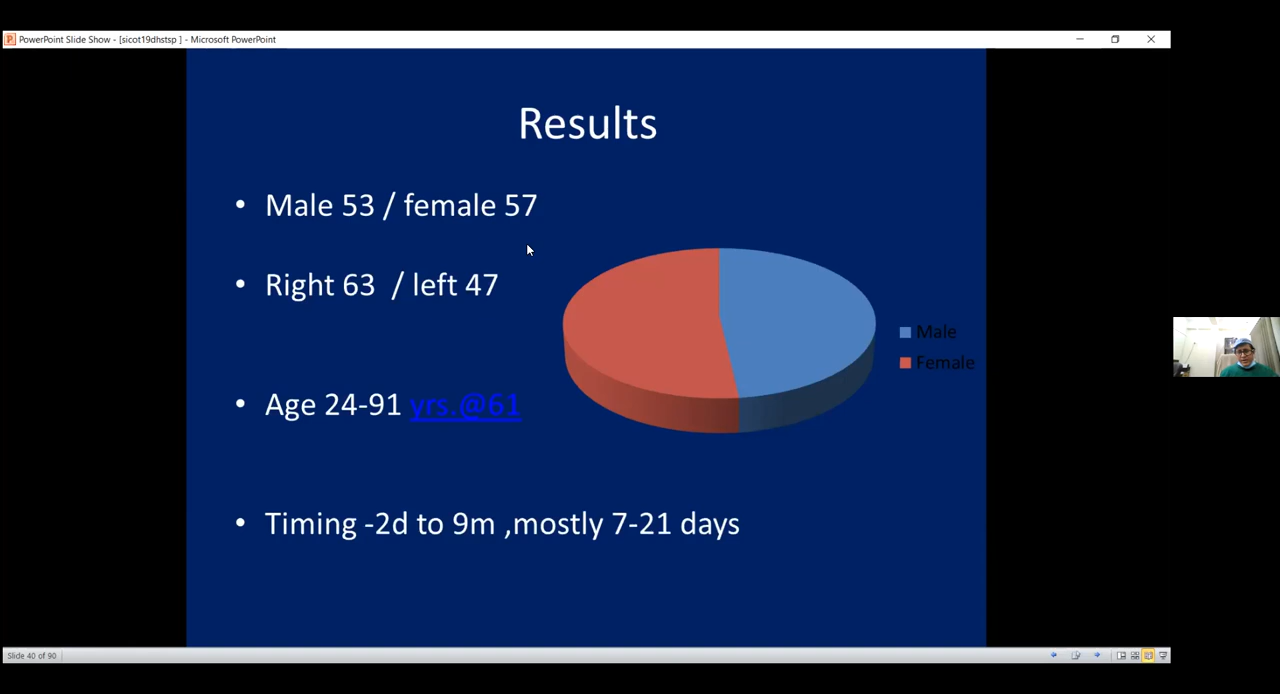 PowerPoint Slide Show - [sicot19dhstsp ] - Microsoft PowerPoint
Results
• Male 53 / female 57
• Right 63 / left 47
• Age 24-91 yrs.@61
• Timing -2d to 9m ,mostly 7-21 days
Male
Female
Slide 40 of 90